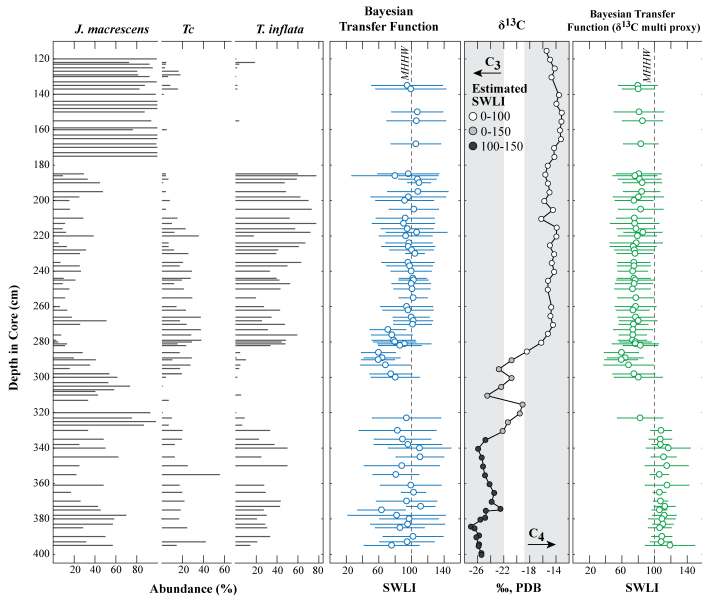 Bayesian
Transfer Function
Bayesian Transfer
Function (δ¹³C multi proxy)
J. macrescens
Tc
T. inflata
δ¹³C
MHHW
MHHW
C₃
Estimated
SWLI
0-100
0-150
100-150
C₄
Depth in Core (cm)
120
140
160
180
200
220
240
260
280
300
320
340
360
380
400
0 20 40 60 80
0 20 40
0 20 40 60 80
20 60 100 140
-26 -22 -18 -14
60 100 140
Abundance (%)
SWLI
‰, PDB
SWLI